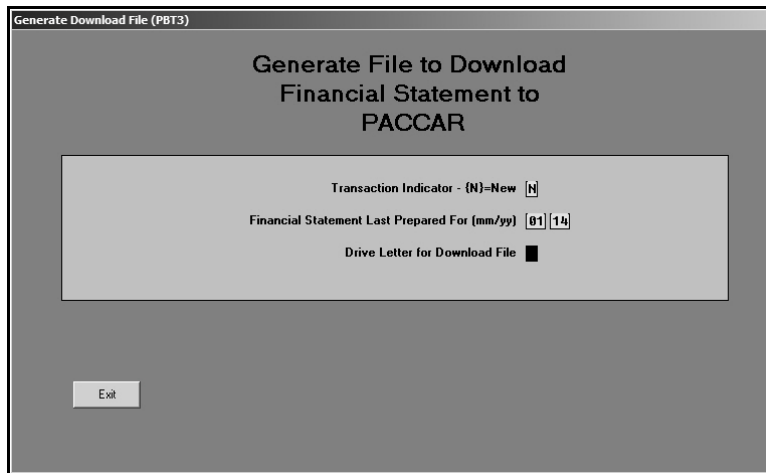 Generate Download File (PBT3)
Generate File to Download
Financial Statement to
PACCAR
Transaction Indicator - {N}=New N
Financial Statement Last Prepared For (mm/yy) 01 14
Drive Letter for Download File
Exit